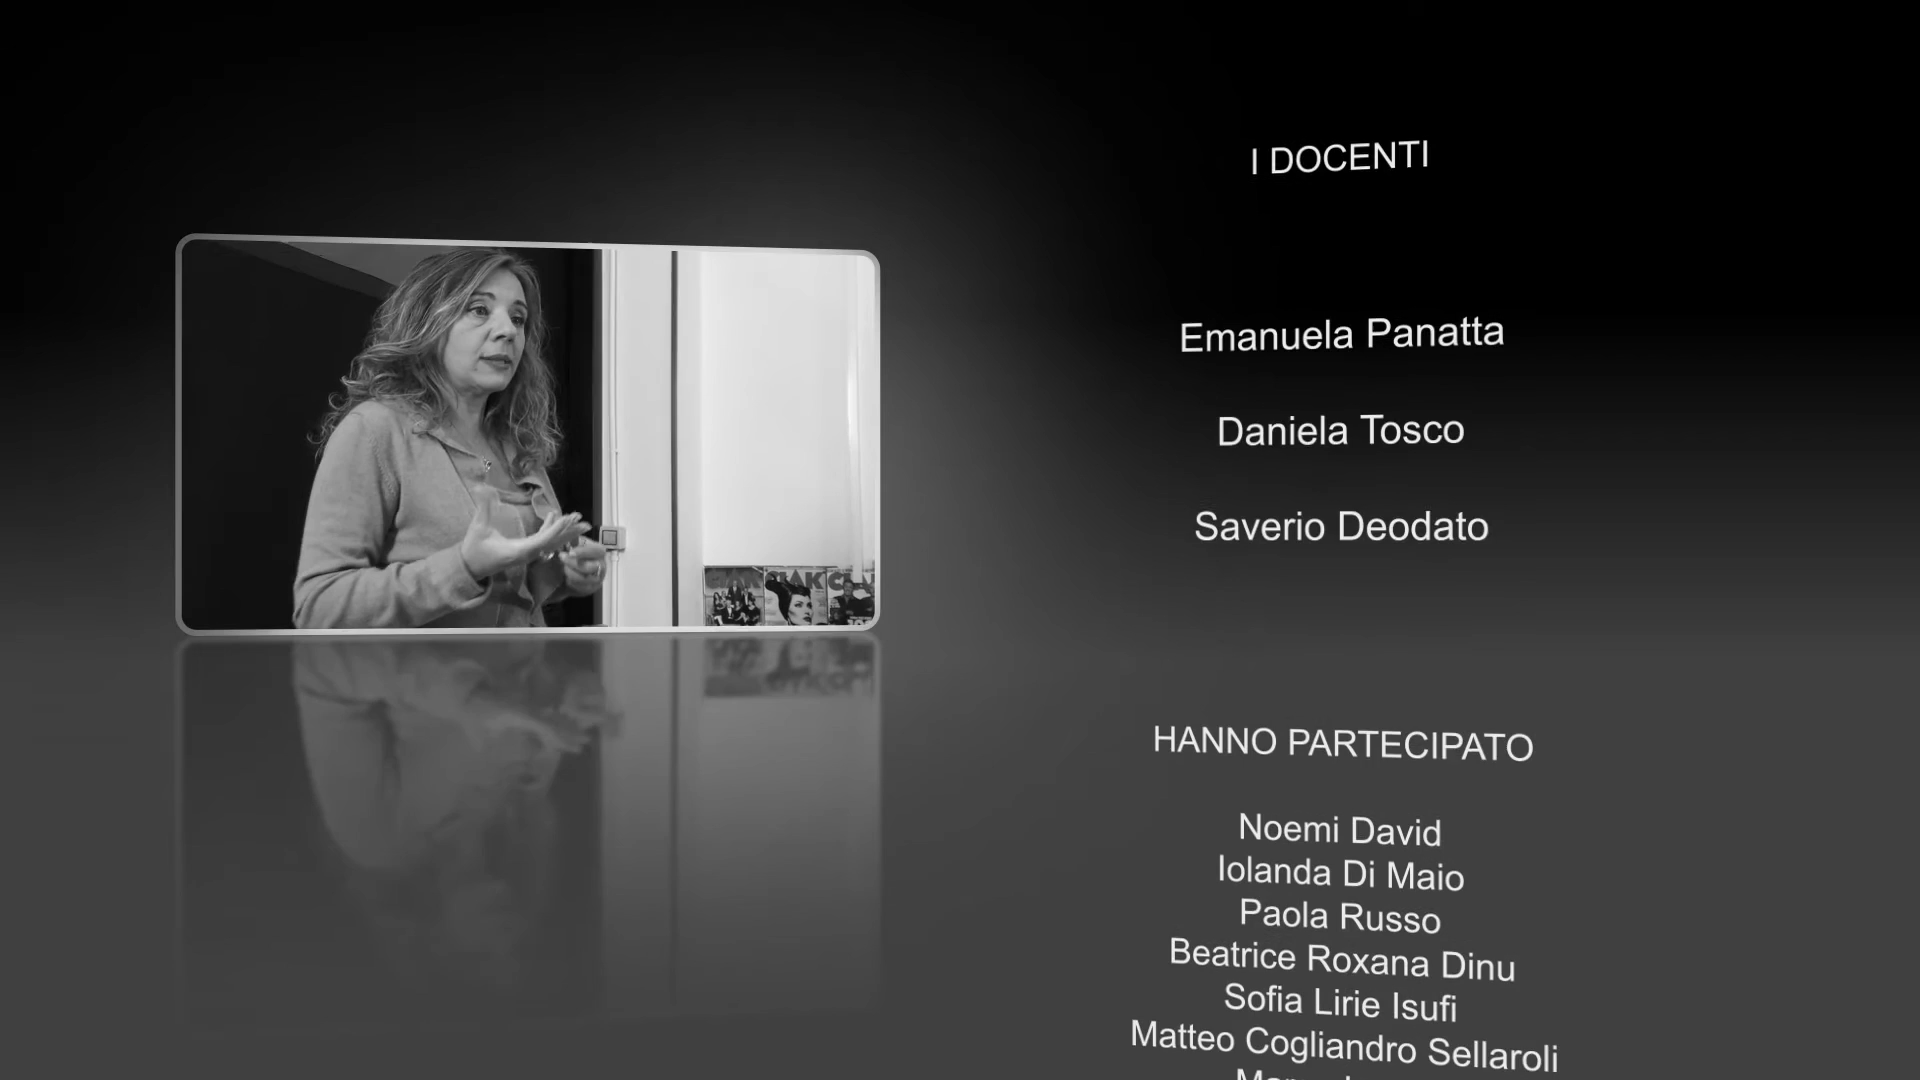 I DOCENTI
Emanuela Panatta
Daniela Tosco
Saverio Deodato
CIAK
HANNO PARTECIPATO
Noemi David
Iolanda Di Maio
Paola Russo
Beatrice Roxana Dinu
Sofia Lirie Isufi
Matteo Cogliandro Sellaroli